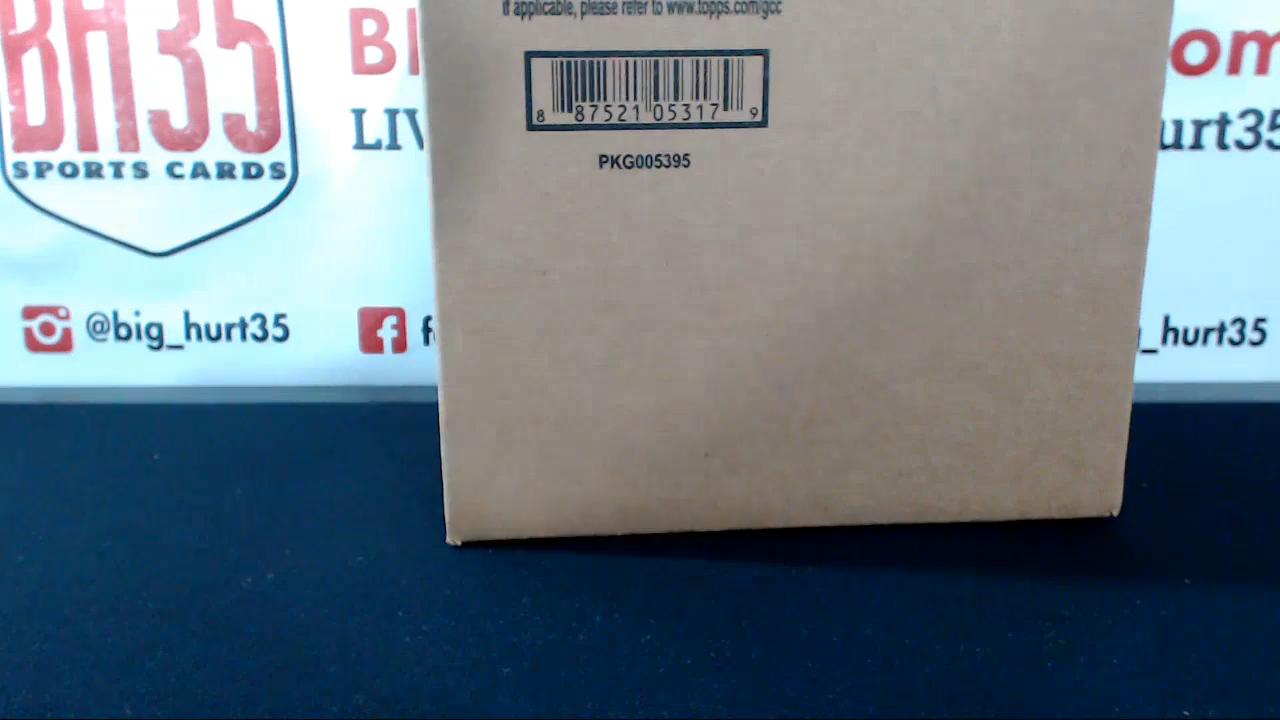 if applicable, please refer to www.topps.com/gcc
8 87521 05317 9
PKG005395
BH35
SPORTS CARDS
LIV
urt35
@big_hurt35
_hurt35